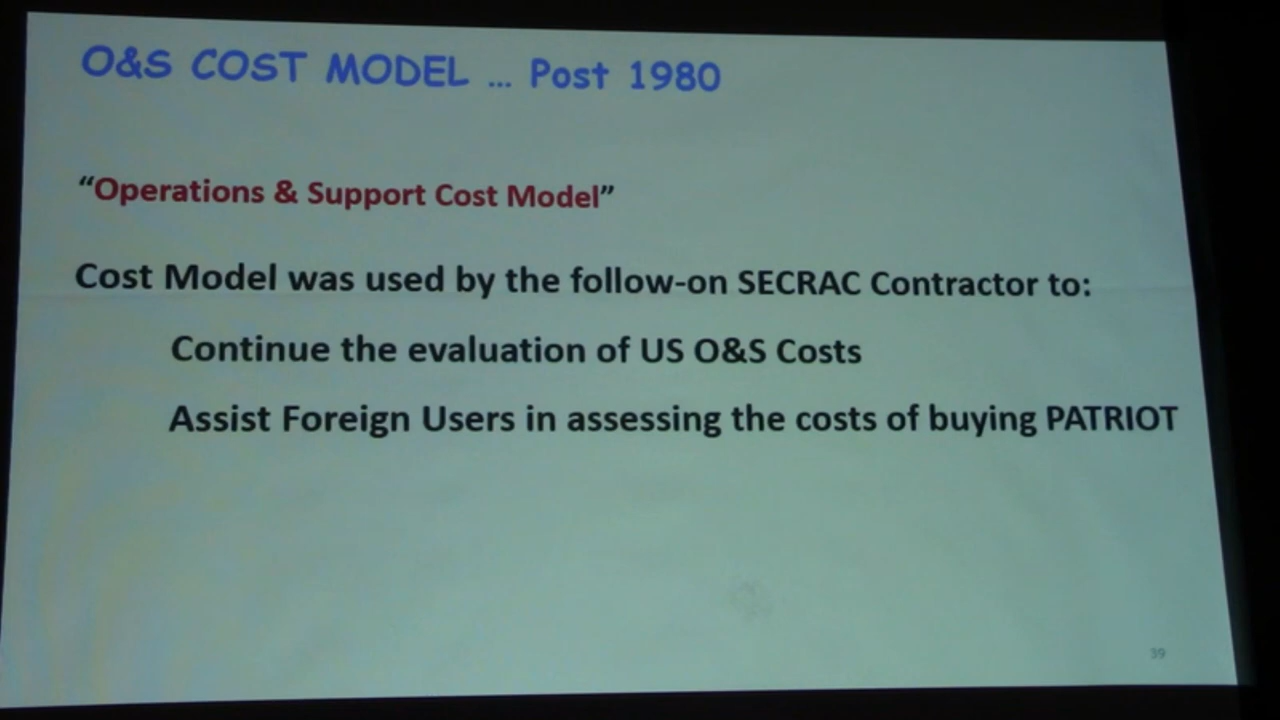 O&S COST MODEL ... Post 1980
“Operations & Support Cost Model”
Cost Model was used by the follow-on SECRAC Contractor to:
Continue the evaluation of US O&S Costs
Assist Foreign Users in assessing the costs of buying PATRIOT
39